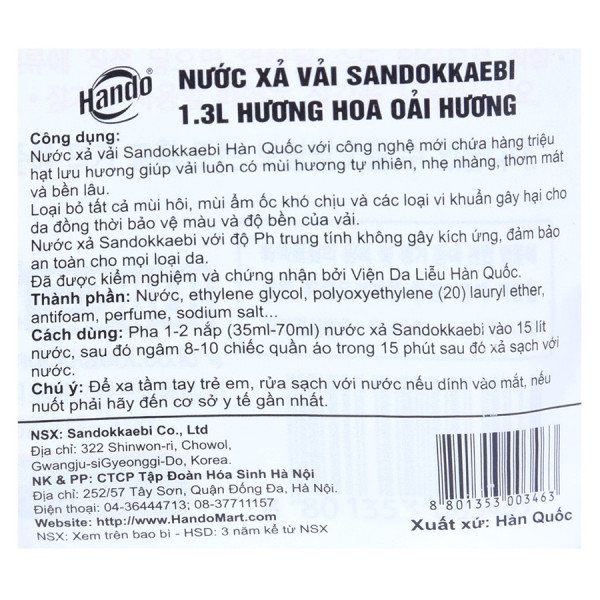 Hando®
NƯỚC XẢ VẢI SANDOKKAEBI
1.3L HƯƠNG HOA OẢI HƯƠNG
Công dụng:
Nước xả vải Sandokkaebi Hàn Quốc với công nghệ mới chứa hàng triệu
hạt lưu hương giúp vải luôn có mùi hương tự nhiên, nhẹ nhàng, thơm mát
và bền lâu.
Loại bỏ tất cả mùi hôi, mùi ẩm ốc khó chịu và các loại vi khuẩn gây hại cho
da đồng thời bảo vệ màu và độ bền của vải.
Nước xả Sandokkaebi với độ Ph trung tính không gây kích ứng, đảm bảo
an toàn cho mọi loại da.
Đã được kiểm nghiệm và chứng nhận bởi Viện Da Liễu Hàn Quốc.
Thành phần: Nước, ethylene glycol, polyoxyethylene (20) lauryl ether,
antifoam, perfume, sodium salt...
Cách dùng: Pha 1-2 nắp (35ml-70ml) nước xả Sandokkaebi vào 15 lít
nước, sau đó ngâm 8-10 chiếc quần áo trong 15 phút sau đó xả sạch với
nước.
Chú ý: Để xa tầm tay trẻ em, rửa sạch với nước nếu dính vào mắt, nếu
nuốt phải hãy đến cơ sở y tế gần nhất.
NSX: Sandokkaebi Co., Ltd
Địa chỉ: 322 Shinwon-ri, Chowol,
Gwangju-siGyeonggi-Do, Korea.
NK & PP: CTCP Tập Đoàn Hóa Sinh Hà Nội
Địa chỉ: 252/57 Tây Sơn, Quận Đống Đa, Hà Nội.
Điện thoại: 04-36444713; 08-37711157
Website: http://www.HandoMart.com
NSX: Xem trên bao bì - HSD: 3 năm kể từ NSX
8 801353 003463
Xuất xứ: Hàn Quốc